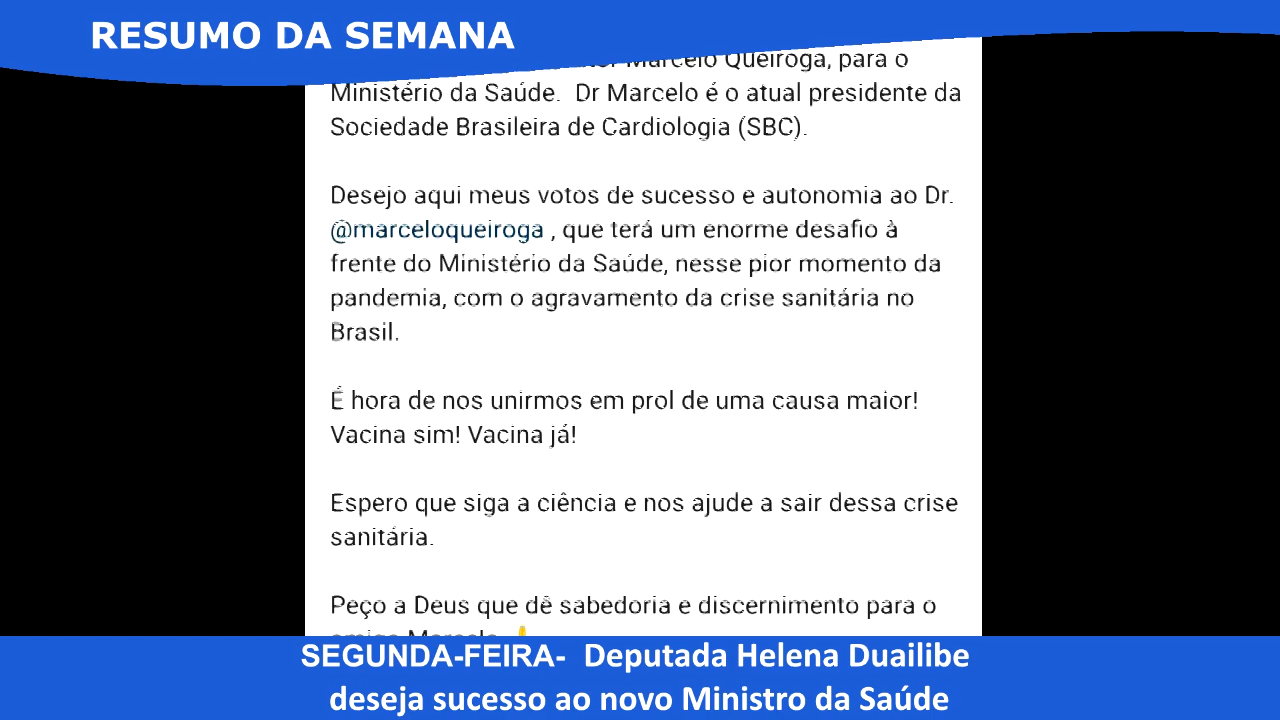 RESUMO DA SEMANA
Marcelo Queiroga, para o
Ministério da Saúde.  Dr Marcelo é o atual presidente da
Sociedade Brasileira de Cardiologia (SBC).
Desejo aqui meus votos de sucesso e autonomia ao Dr.
@marceloqueiroga , que terá um enorme desafio à
frente do Ministério da Saúde, nesse pior momento da
pandemia, com o agravamento da crise sanitária no
Brasil.
É hora de nos unirmos em prol de uma causa maior!
Vacina sim! Vacina já!
Espero que siga a ciência e nos ajude a sair dessa crise
sanitária.
Peço a Deus que dê sabedoria e discernimento para o
SEGUNDA-FEIRA-  Deputada Helena Duailibe
deseja sucesso ao novo Ministro da Saúde